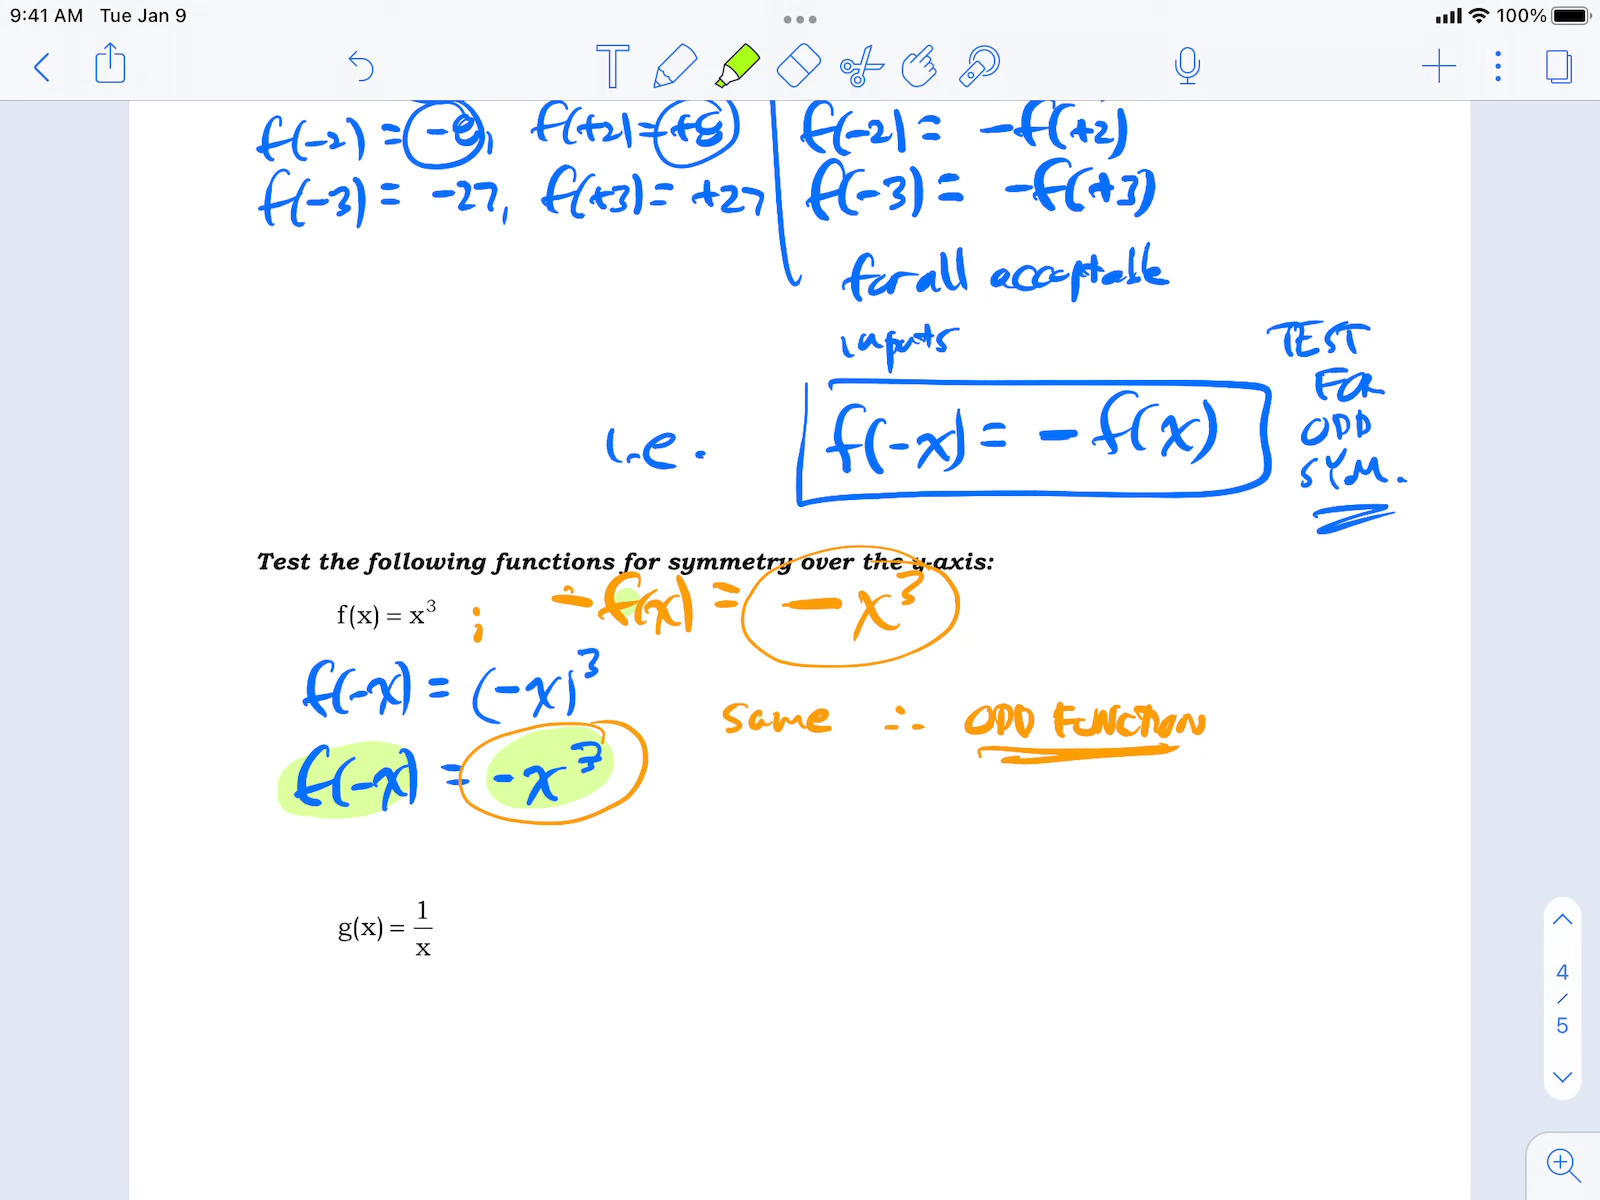 9:41 AM Tue Jan 9
100%
f(-2) = -8, f(+2) = +8 f(-2) = -f(+2)
f(-3) = -27, f(+3) = +27 f(-3) = -f(+3)
for all acceptable
inputs
i.e. f(-x) = -f(x)
TEST
FOR
ODD
SYM.
Test the following functions for symmetry over the y-axis:
f(x) = x³ ; -f(x) = -x³
f(-x) = (-x)³
same ∴ ODD FUNCTION
f(-x) = -x³
g(x) = 1/x
4
/
5